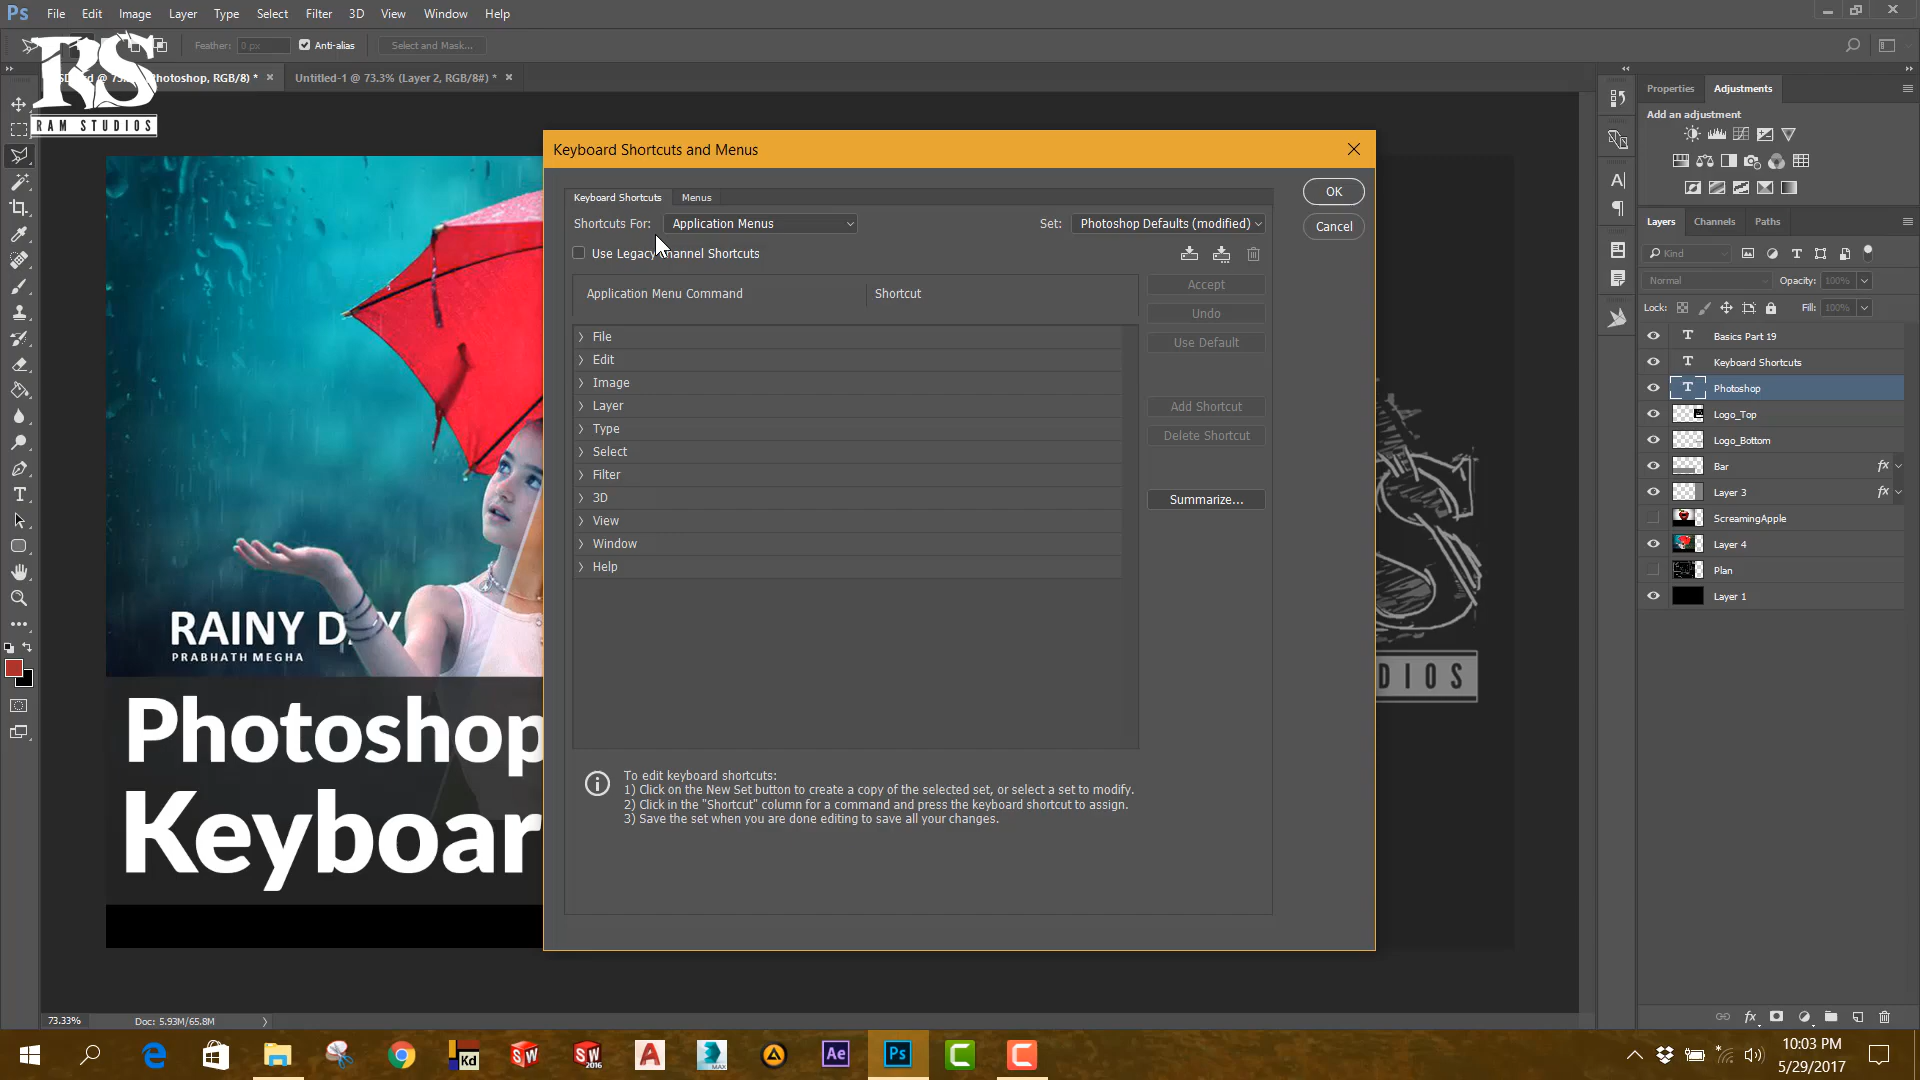 Ps File Edit Image Layer Type Select Filter 3D View Window Help
Feather: 0 px Anti-alias Select and Mask...
Photoshop, RGB/8) * × Untitled-1 @ 73.3% (Layer 2, RGB/8#) * ×
RS
RAM STUDIOS
Keyboard Shortcuts and Menus
Keyboard Shortcuts Menus
OK
Shortcuts For: Application Menus Set: Photoshop Defaults (modified)
Cancel
Use Legacy Channel Shortcuts
Application Menu Command Shortcut
Accept
Undo
Use Default
File
Edit
Image
Layer
Type
Select
Filter
3D
View
Window
Help
Add Shortcut
Delete Shortcut
Summarize...
To edit keyboard shortcuts:
1) Click on the New Set button to create a copy of the selected set, or select a set to modify.
2) Click in the "Shortcut" column for a command and press the keyboard shortcut to assign.
3) Save the set when you are done editing to save all your changes.
RAINY DAY
PRABHATH MEGHA
Photoshop
Keyboar
DIOS
Properties Adjustments
Add an adjustment
Layers Channels Paths
Kind
Normal Opacity: 100%
Lock: Fill: 100%
Basics Part 19
Keyboard Shortcuts
Photoshop
Logo_Top
Logo_Bottom
Bar fx
Layer 3 fx
ScreamingApple
Layer 4
Plan
Layer 1
73.33% Doc: 5.93M/65.8M
10:03 PM
5/29/2017